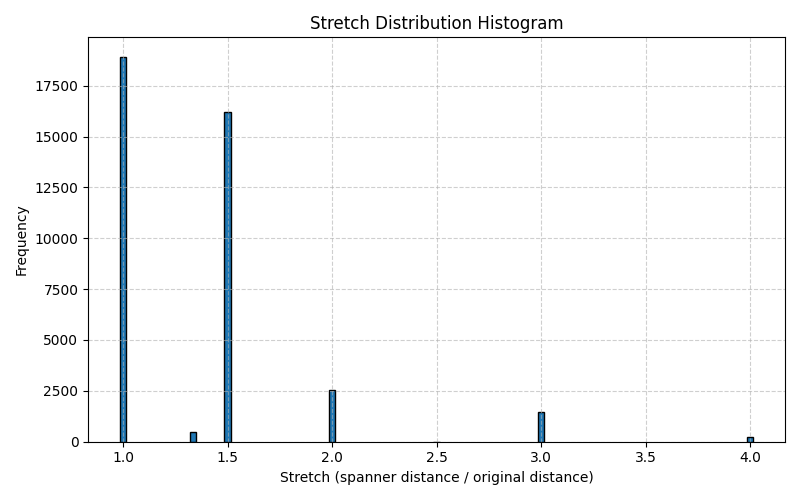 Stretch Distribution Histogram
17500
15000
12500
10000
7500
5000
2500
0
Frequency
1.0 1.5 2.0 2.5 3.0 3.5 4.0
Stretch (spanner distance / original distance)